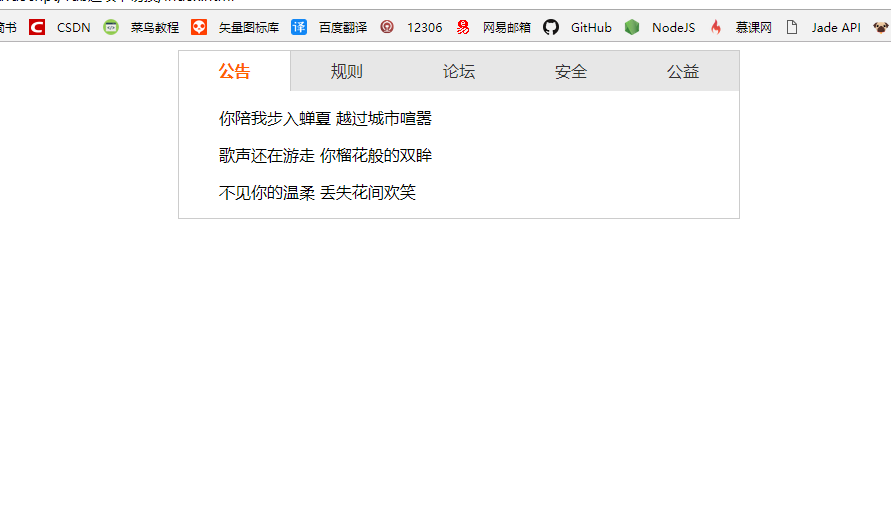 CSDN 菜鸟教程 矢量图标库 译 百度翻译 12306 网易邮箱 GitHub NodeJS 慕课网 Jade API
公告 规则 论坛 安全 公益
你陪我步入蝉夏 越过城市喧嚣
歌声还在游走 你榴花般的双眸
不见你的温柔 丢失花间欢笑